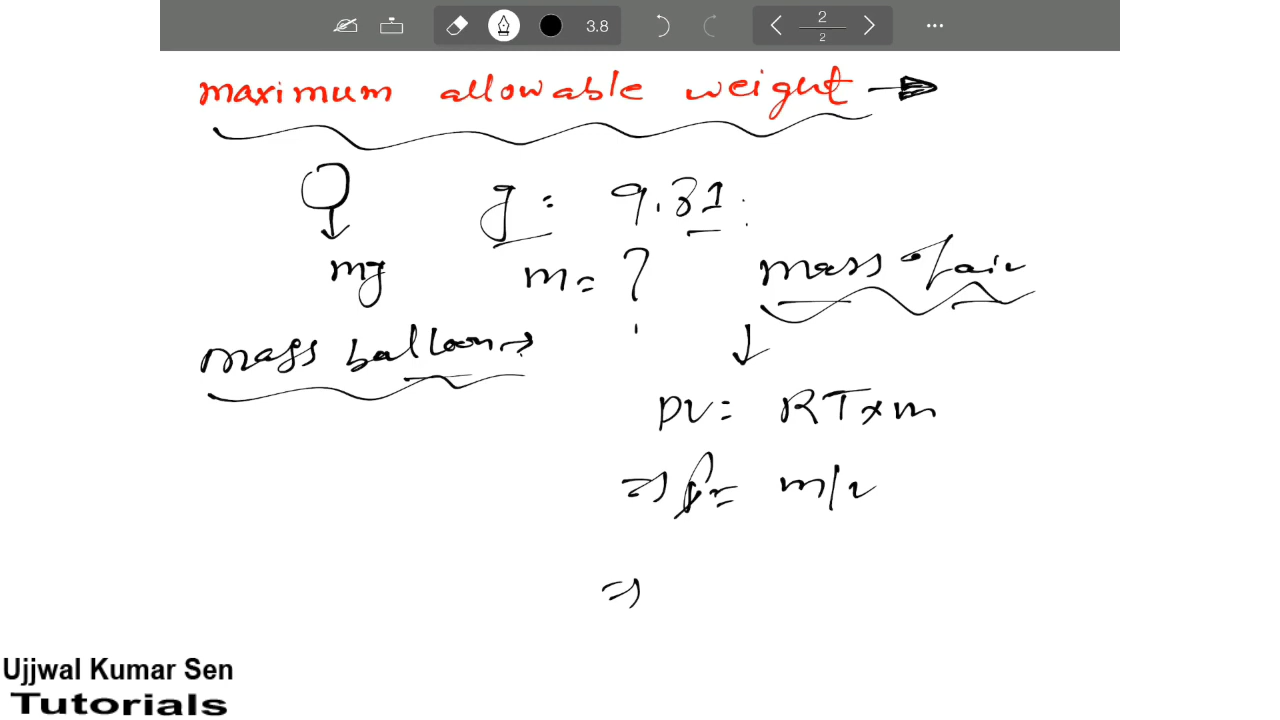 3.8
2
2
maximum allowable weight →
g = 9.81
mg
m = ?
mass of air
mass balloon →
PV = RT x m
=> ρ = m/v
=>
Ujjwal Kumar Sen
Tutorials